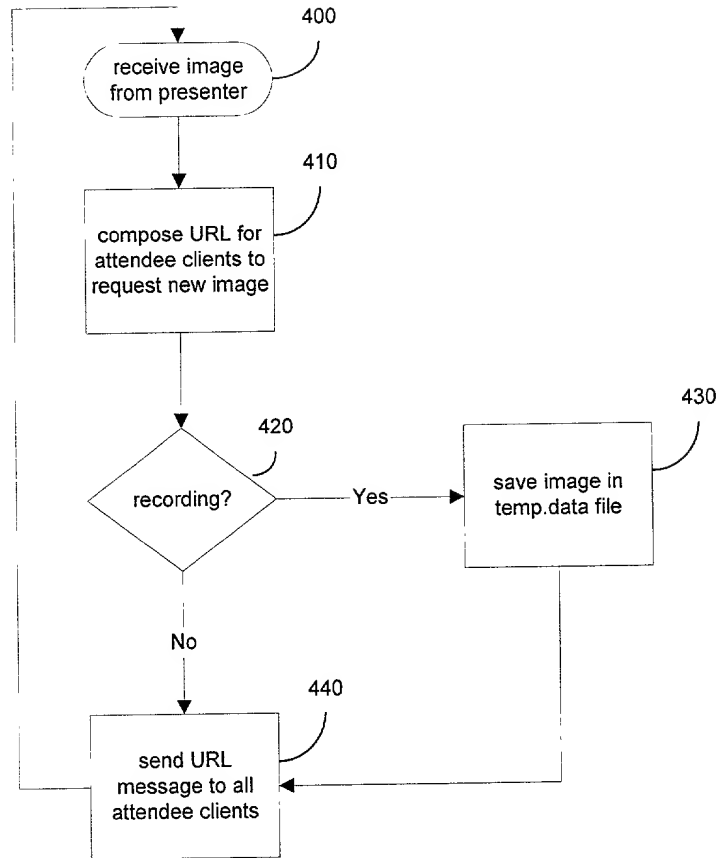 400
receive image
from presenter
410
compose URL for
attendee clients to
request new image
420
recording?
Yes
430
save image in
temp.data file
No
440
send URL
message to all
attendee clients